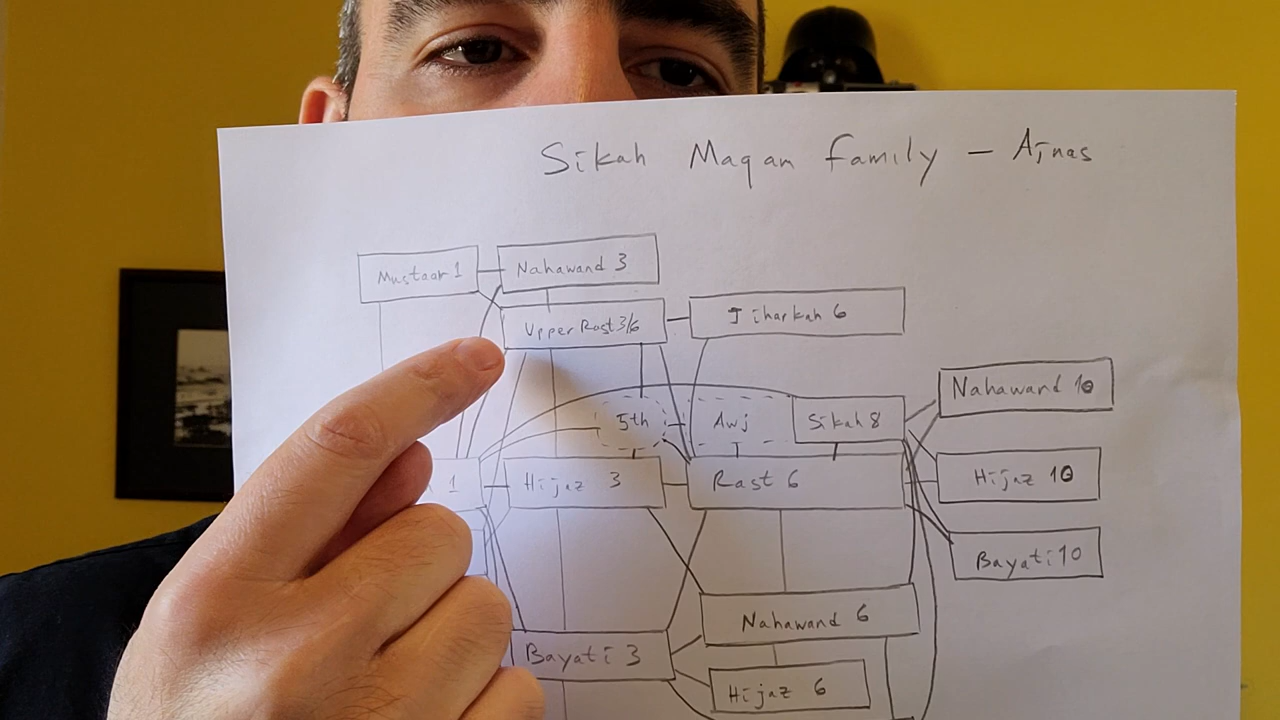 Sikah Maqam Family - Ajnas
Mustaar 1
Nahawand 3
Upper Rast 3/6
Jiharkah 6
Nahawand 10
5th
Awj
Sikah 8
1
Hijaz 3
Rast 6
Hijaz 10
Bayati 10
Nahawand 6
Bayati 3
Hijaz 6